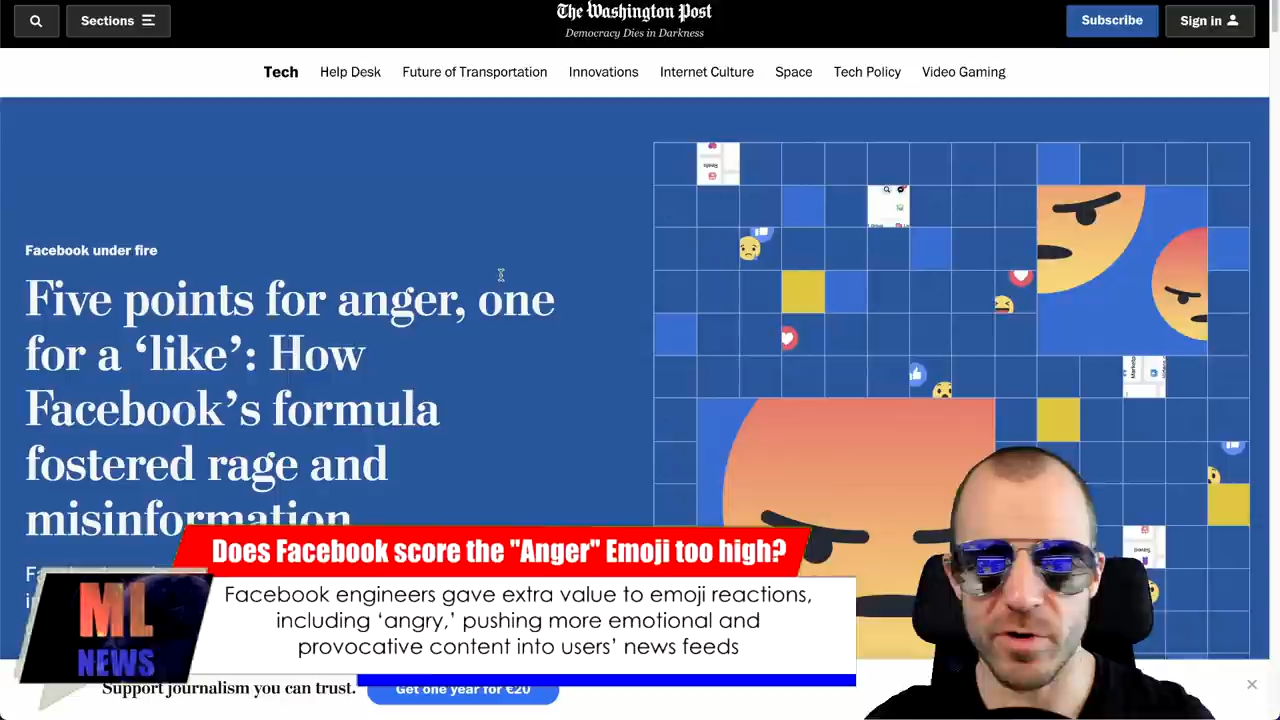 Sections
The Washington Post
Democracy Dies in Darkness
Subscribe
Sign in
Tech
Help Desk
Future of Transportation
Innovations
Internet Culture
Space
Tech Policy
Video Gaming
Facebook under fire
Five points for anger, one
for a ‘like’: How
Facebook’s formula
fostered rage and
misinformation
Does Facebook score the "Anger" Emoji too high?
Facebook engineers gave extra value to emoji reactions,
including ‘angry,’ pushing more emotional and
provocative content into users’ news feeds
ML
NEWS
Support journalism you can trust.
Get one year for €20